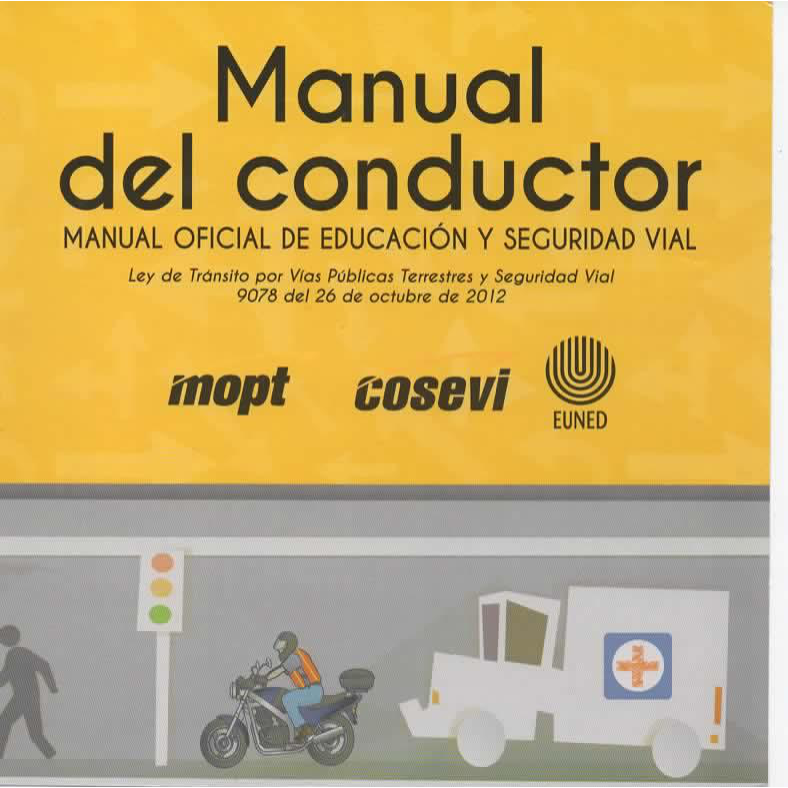 Manual
del conductor
MANUAL OFICIAL DE EDUCACIÓN Y SEGURIDAD VIAL
Ley de Tránsito por Vías Públicas Terrestres y Seguridad Vial
9078 del 26 de octubre de 2012
mopt cosevi
EUNED